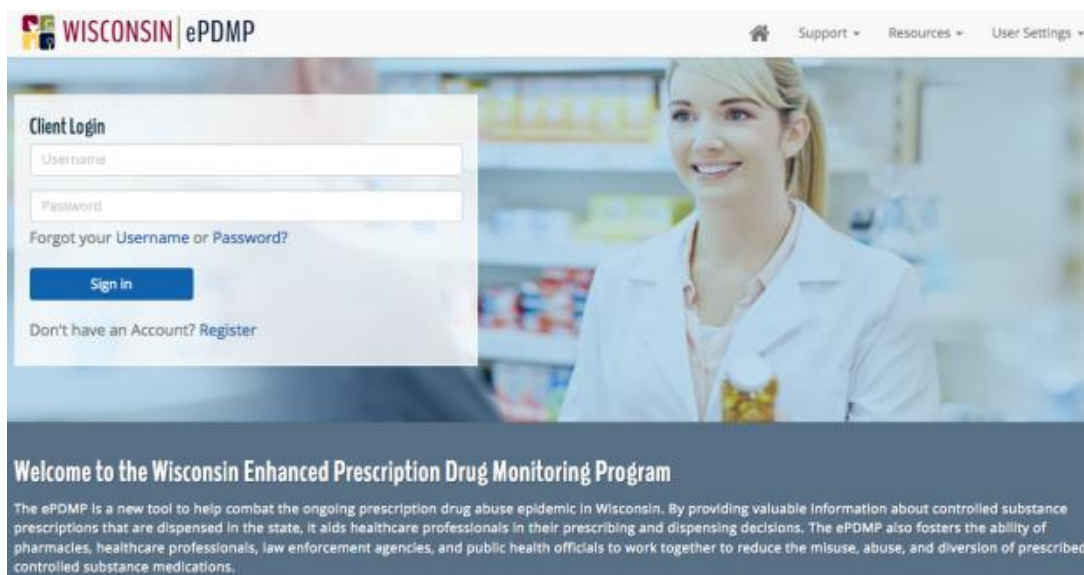 WISCONSIN | ePDMP
Support
Resources
User Settings
Client Login
Username
Password
Forgot your Username or Password?
Sign in
Don't have an Account? Register
Welcome to the Wisconsin Enhanced Prescription Drug Monitoring Program
The ePDMP is a new tool to help combat the ongoing prescription drug abuse epidemic in Wisconsin. By providing valuable information about controlled substance
prescriptions that are dispensed in the state, it aids healthcare professionals in their prescribing and dispensing decisions. The ePDMP also fosters the ability of
pharmacies, healthcare professionals, law enforcement agencies, and public health officials to work together to reduce the misuse, abuse, and diversion of prescribed
controlled substance medications.